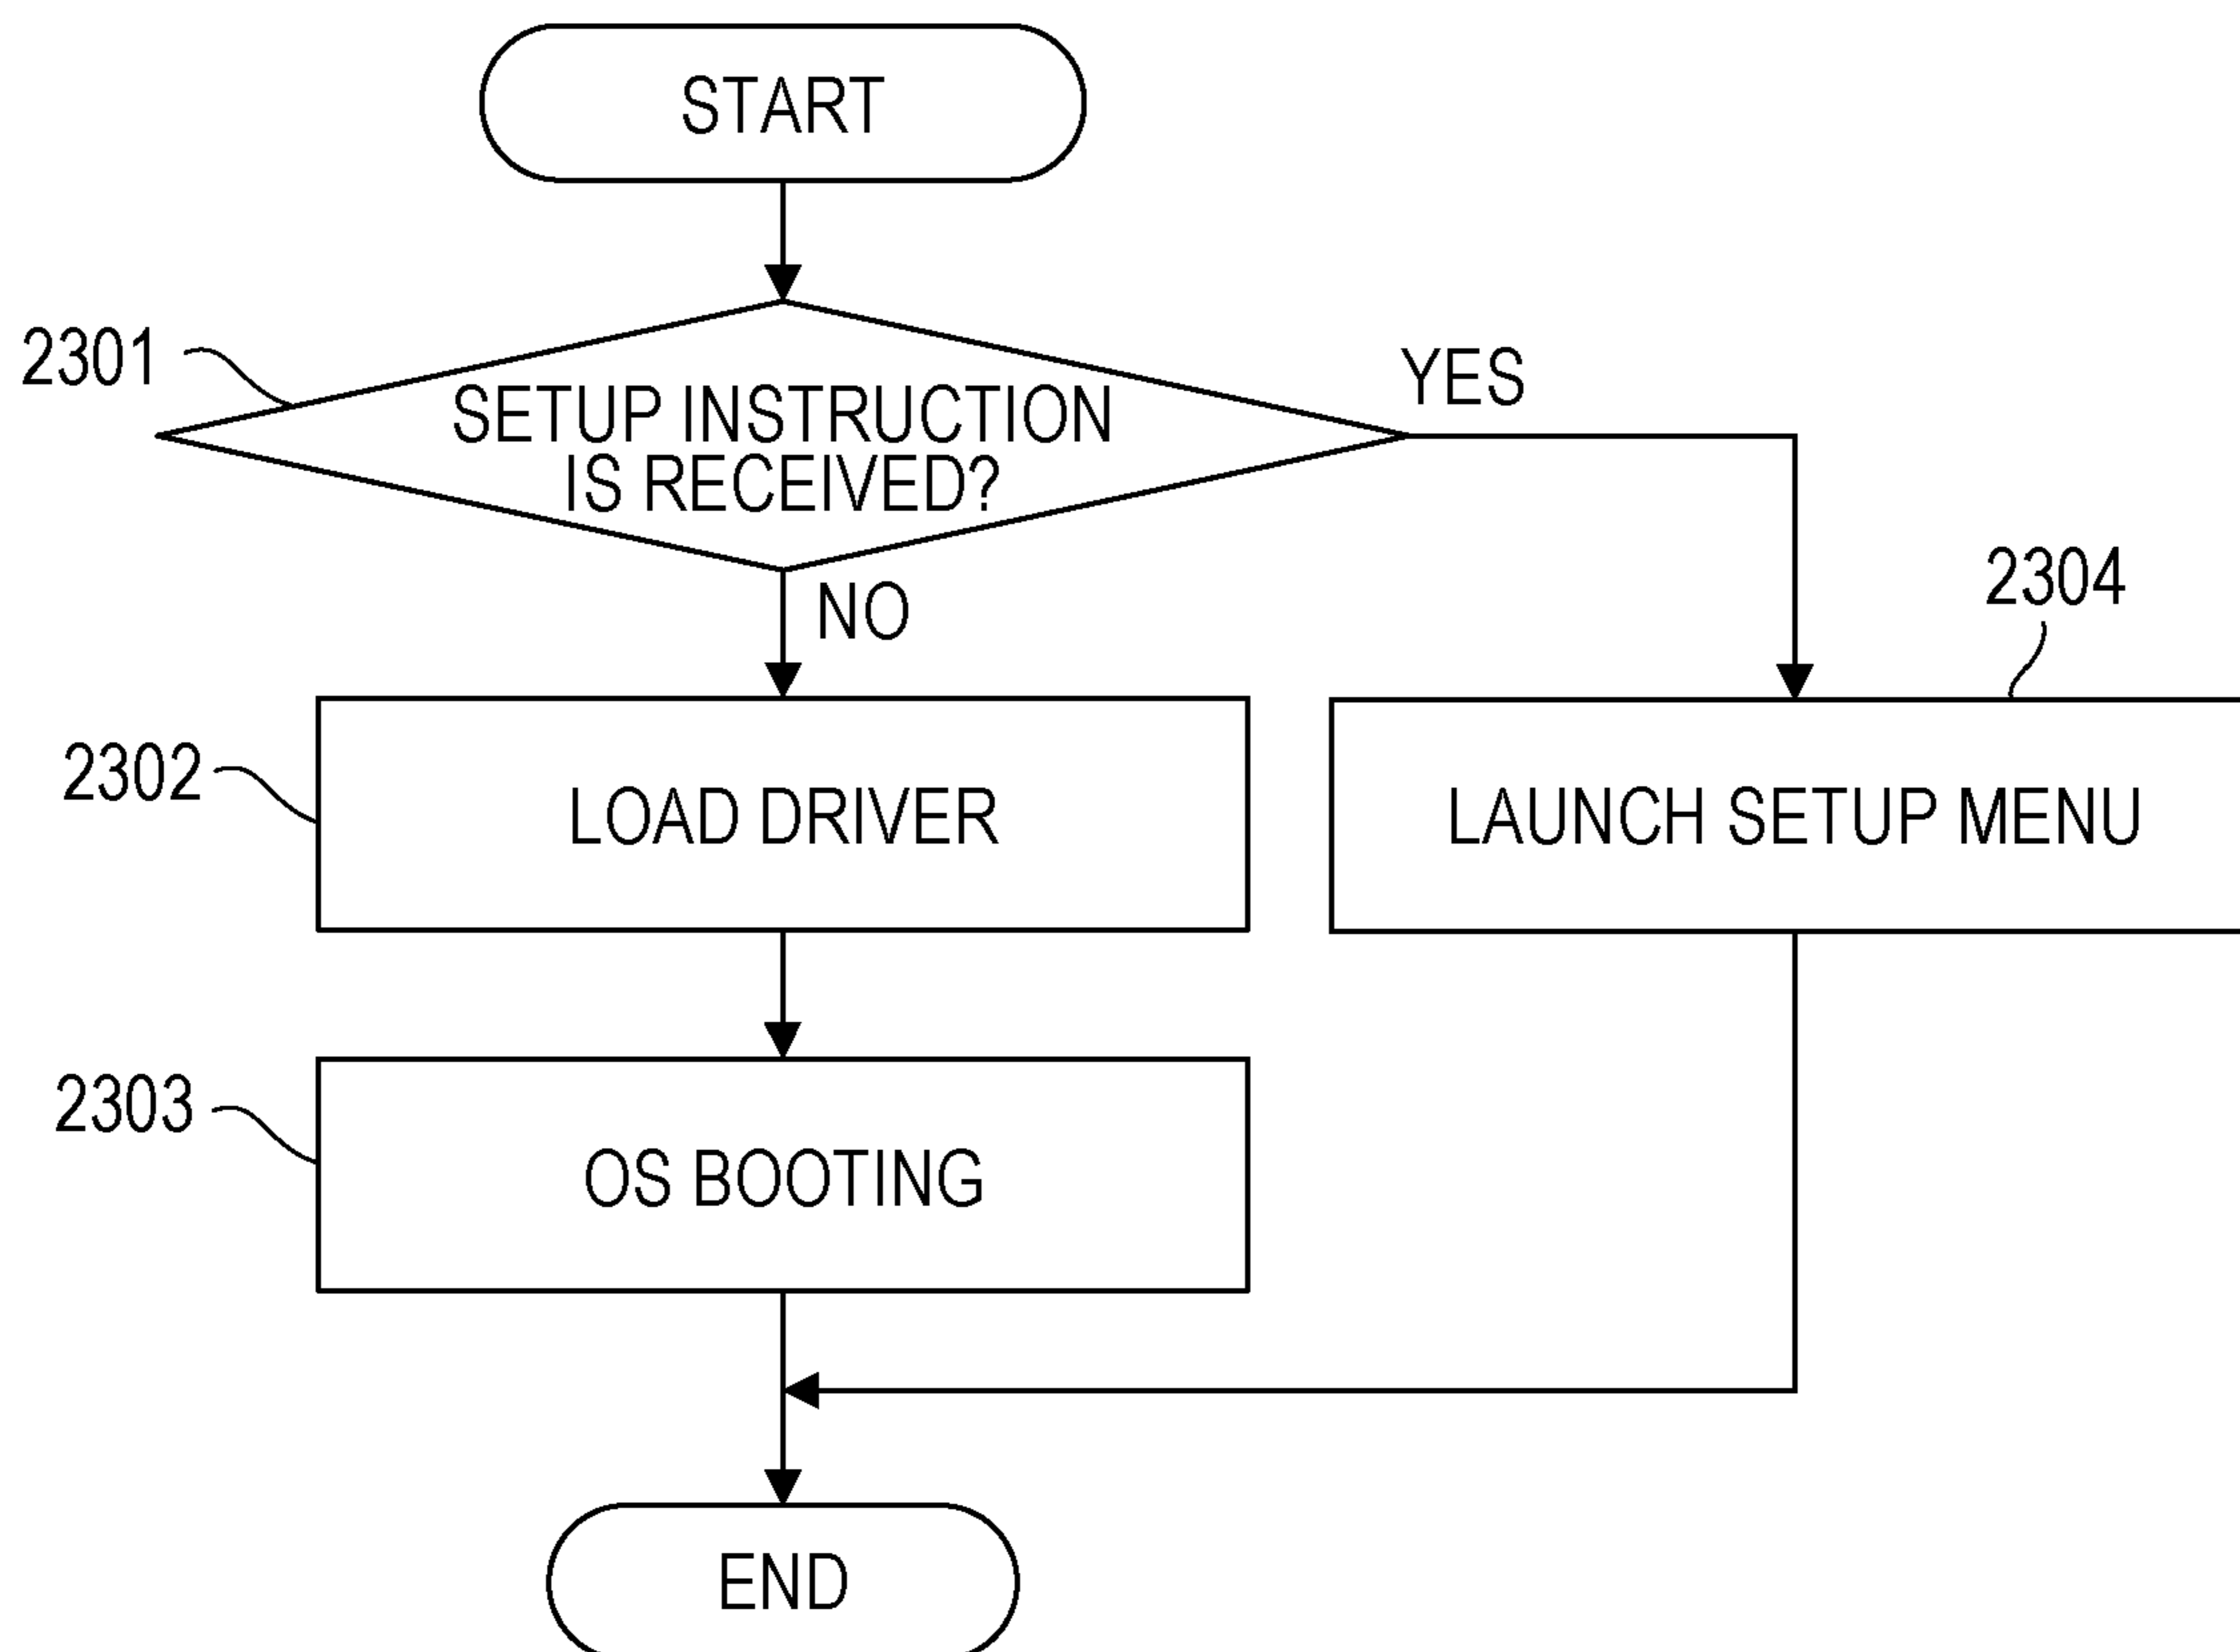 START
2301
SETUP INSTRUCTION
IS RECEIVED?
YES
NO
2304
2302
LOAD DRIVER
LAUNCH SETUP MENU
2303
OS BOOTING
END